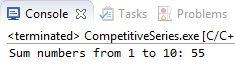 Console Tasks Problems
<terminated> CompetitiveSeries.exe [C/C+
Sum numbers from 1 to 10: 55